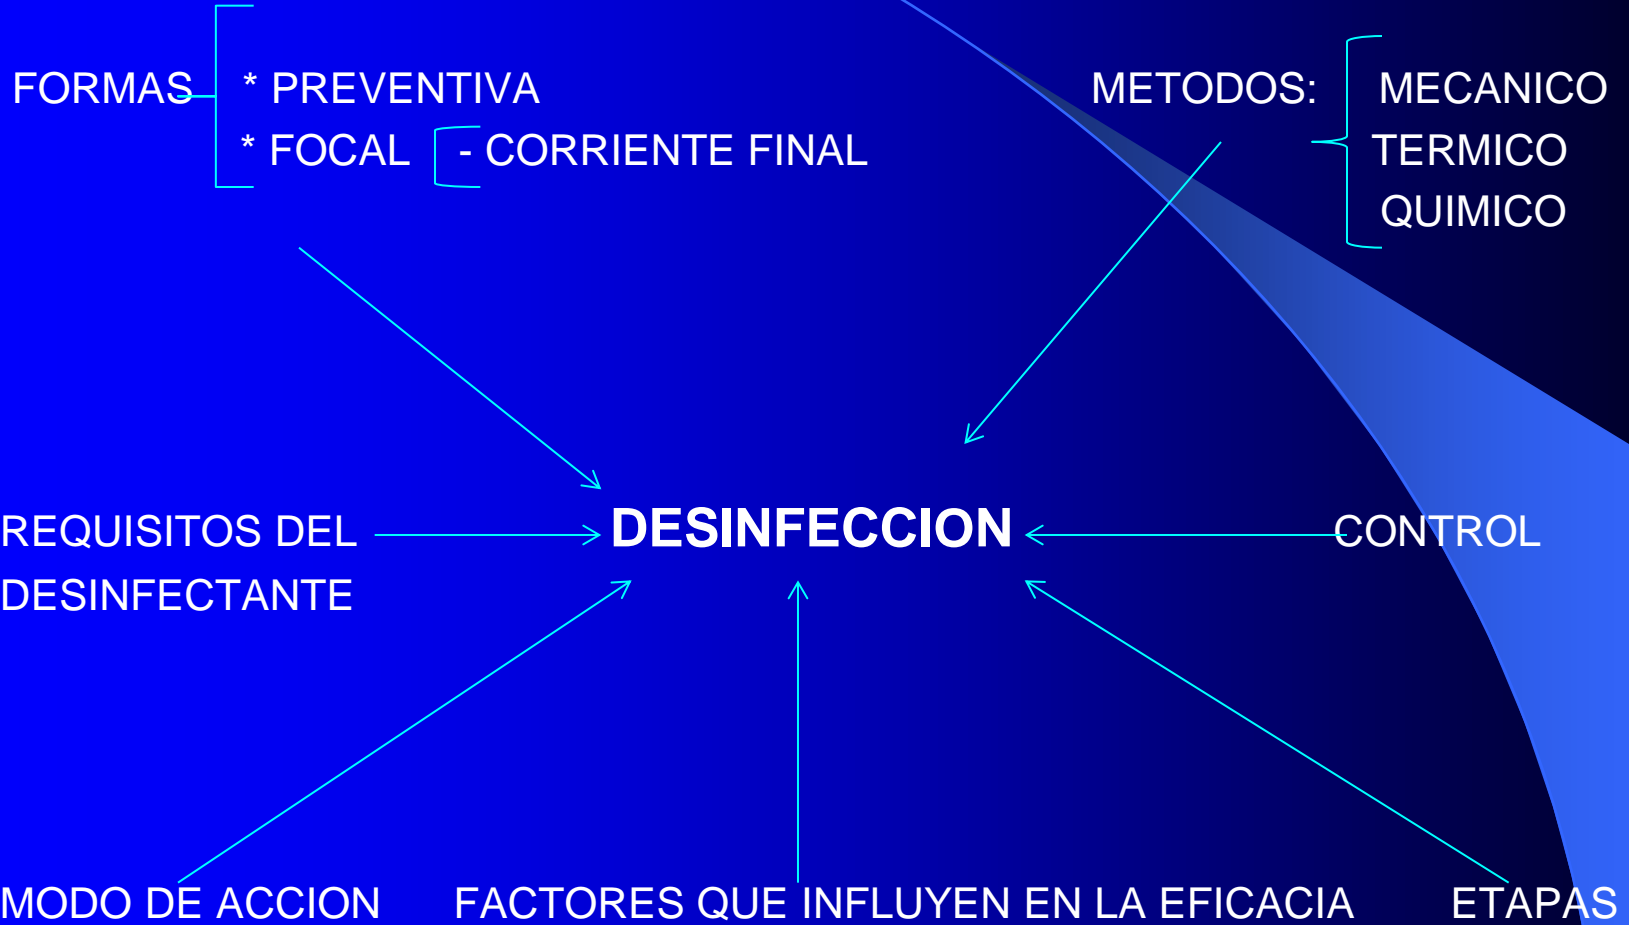 FORMAS * PREVENTIVA
* FOCAL - CORRIENTE FINAL
METODOS: MECANICO
TERMICO
QUIMICO
REQUISITOS DEL
DESINFECTANTE
DESINFECCION
CONTROL
MODO DE ACCION
FACTORES QUE INFLUYEN EN LA EFICACIA
ETAPAS